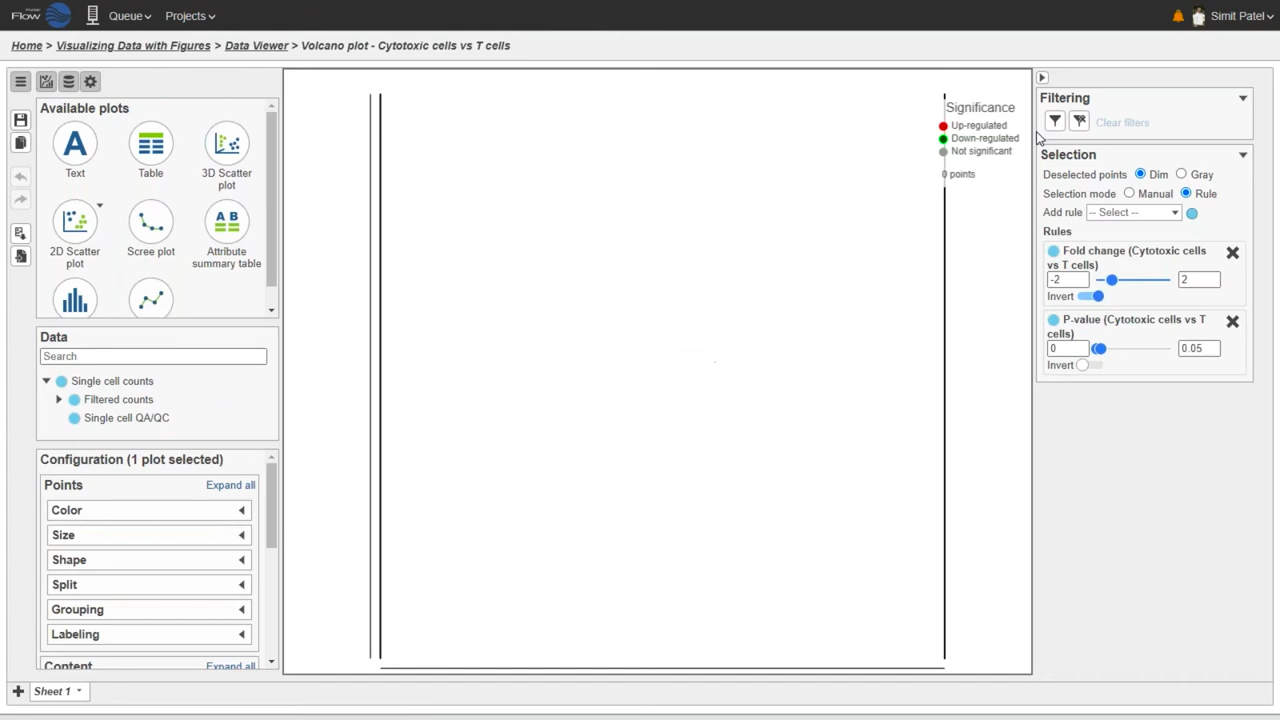 Flow
Queue
Projects
Simit Patel
Home > Visualizing Data with Figures > Data Viewer > Volcano plot - Cytotoxic cells vs T cells
Available plots
A
Text
Table
3D Scatter
plot
2D Scatter
plot
Scree plot
A B
Attribute
summary table
Data
Search
Single cell counts
Filtered counts
Single cell QA/QC
Configuration (1 plot selected)
Points
Expand all
Color
Size
Shape
Split
Grouping
Labeling
Content
Expand all
Sheet 1
Significance
Up-regulated
Down-regulated
Not significant
0 points
Filtering
Clear filters
Selection
Deselected points Dim Gray
Selection mode Manual Rule
Add rule -- Select --
Rules
Fold change (Cytotoxic cells
vs T cells)
-2 2
Invert
P-value (Cytotoxic cells vs T
cells)
0 0.05
Invert